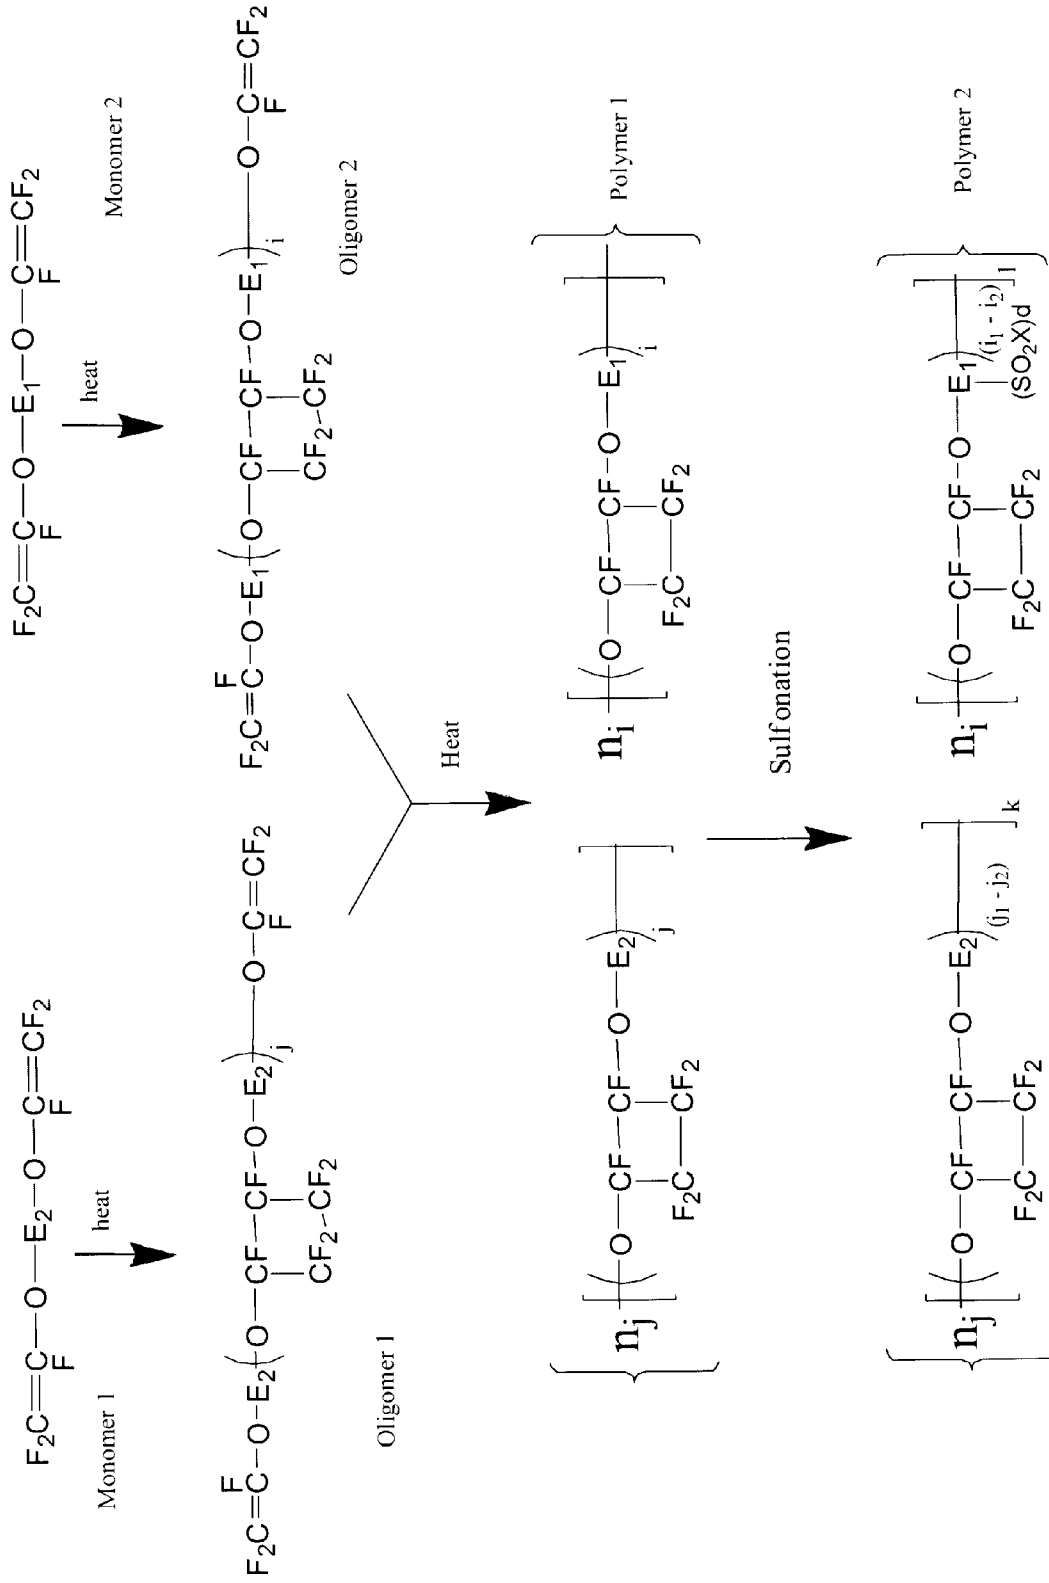 F2C=C(F)-O-E2-O-C(F)=CF2
Monomer 1
heat
F2C=C(F)-O-E1-O-C(F)=CF2
Monomer 2
heat
F2C=C(F)-O-E2(O-CF-CF-O-E2)j-O-C(F)=CF2
CF2-CF2
Oligomer 1
F2C=C(F)-O-E1(O-CF-CF-O-E1)i-O-C(F)=CF2
CF2-CF2
Oligomer 2
Heat
nj[(O-CF-CF-O-E2)j]
F2C-CF2
ni[(O-CF-CF-O-E1)i]
F2C-CF2
Polymer 1
Sulfonation
nj[(O-CF-CF-O-E2)(j1 - j2)]k
F2C-CF2
ni[(O-CF-CF-O-E1)(i1 - i2)]l
F2C-CF2
(SO2X)d
Polymer 2